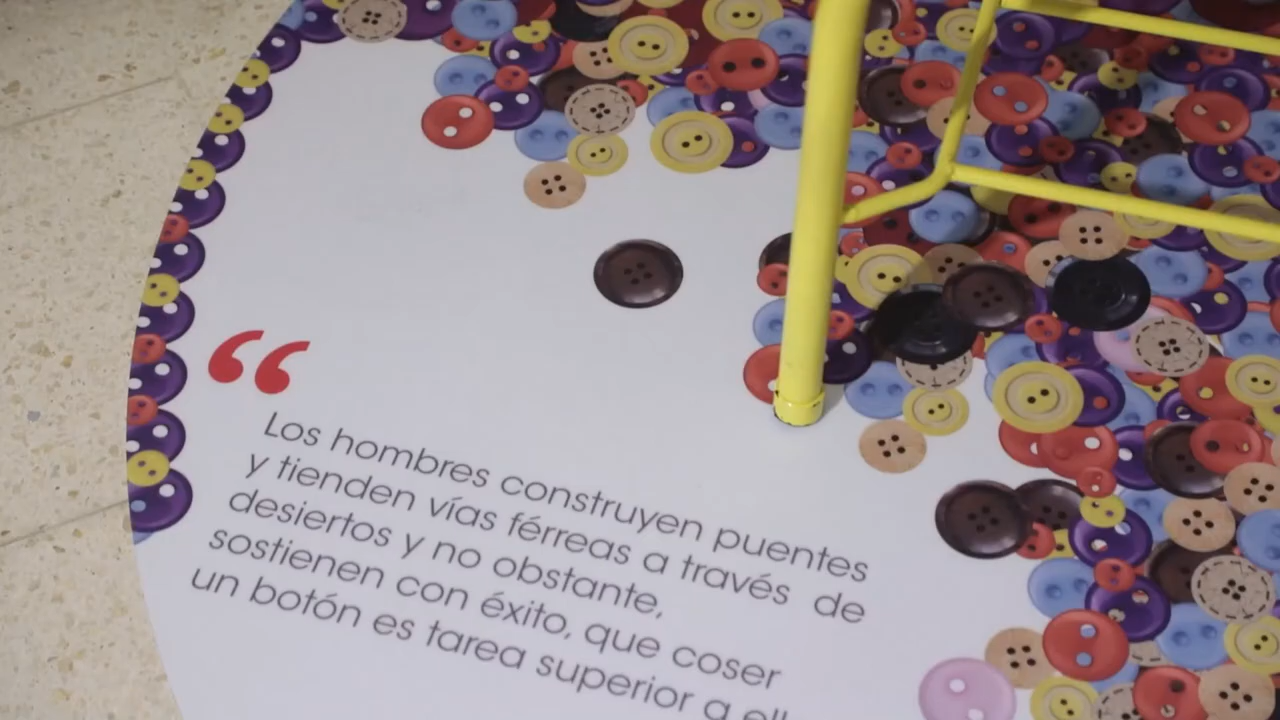 “
Los hombres construyen puentes
y tienden vías férreas a través de
desiertos y no obstante,
sostienen con éxito, que coser
un botón es tarea superior a